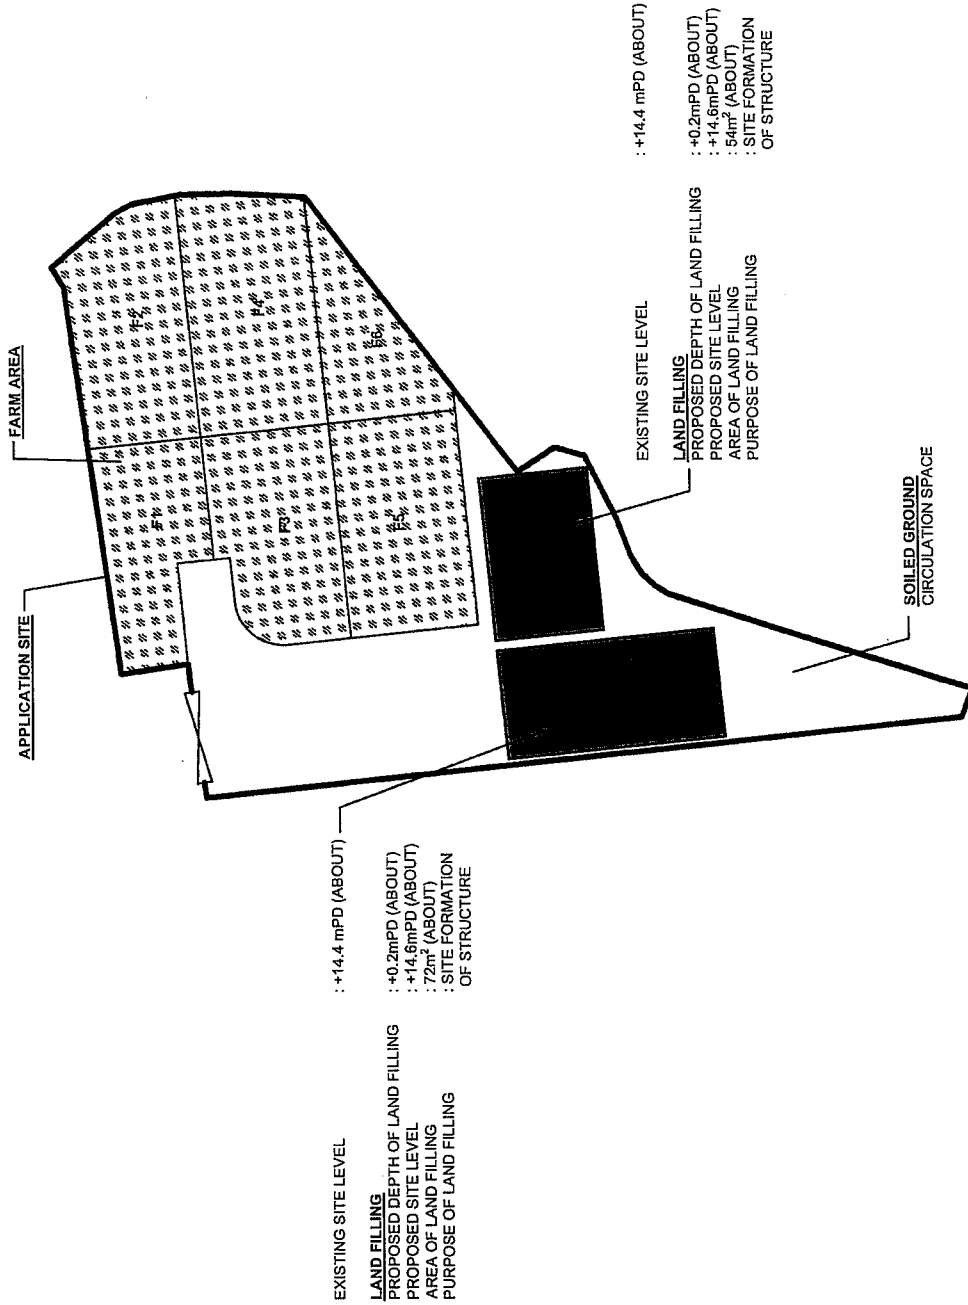 APPLICATION SITE
FARM AREA
F1
F2
F3
F4
F5
F6
EXISTING SITE LEVEL : +14.4 mPD (ABOUT)
LAND FILLING
PROPOSED DEPTH OF LAND FILLING : +0.2mPD (ABOUT)
PROPOSED SITE LEVEL : +14.6mPD (ABOUT)
AREA OF LAND FILLING : 72m² (ABOUT)
PURPOSE OF LAND FILLING : SITE FORMATION
OF STRUCTURE
EXISTING SITE LEVEL : +14.4 mPD (ABOUT)
LAND FILLING
PROPOSED DEPTH OF LAND FILLING : +0.2mPD (ABOUT)
PROPOSED SITE LEVEL : +14.6mPD (ABOUT)
AREA OF LAND FILLING : 54m² (ABOUT)
PURPOSE OF LAND FILLING : SITE FORMATION
OF STRUCTURE
SOILED GROUND
CIRCULATION SPACE